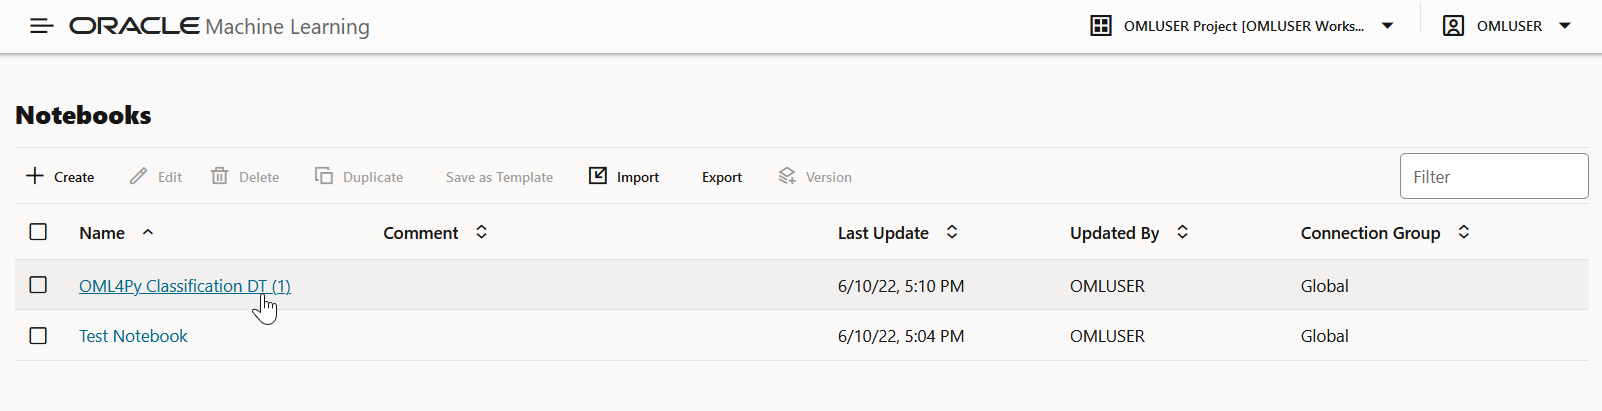 ORACLE Machine Learning OMLUSER Project [OMLUSER Works... OMLUSER
Notebooks
Create Edit Delete Duplicate Save as Template Import Export Version Filter
Name Comment Last Update Updated By Connection Group
OML4Py Classification DT (1) 6/10/22, 5:10 PM OMLUSER Global
Test Notebook 6/10/22, 5:04 PM OMLUSER Global